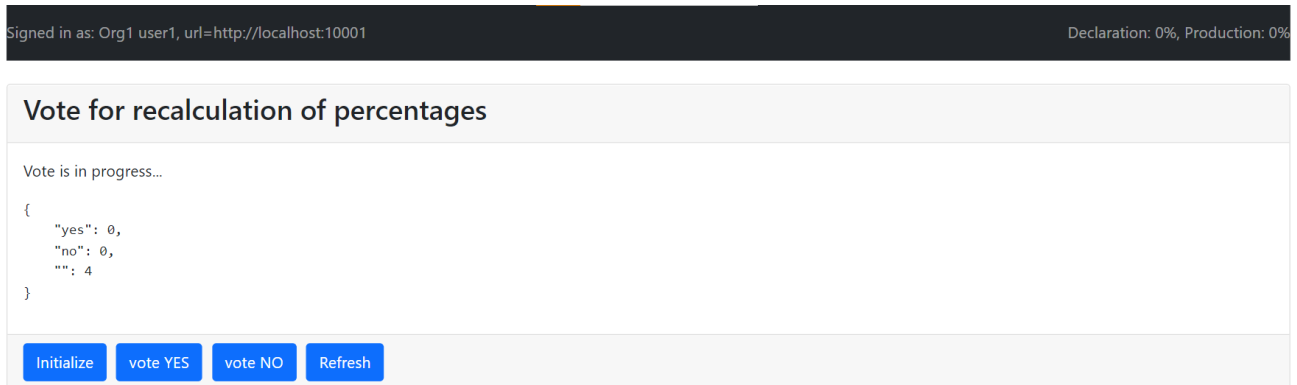 Signed in as: Org1 user1, url=http://localhost:10001 Declaration: 0%, Production: 0%
Vote for recalculation of percentages
Vote is in progress...
{
    "yes": 0,
    "no": 0,
    "": 4
}
Initialize vote YES vote NO Refresh